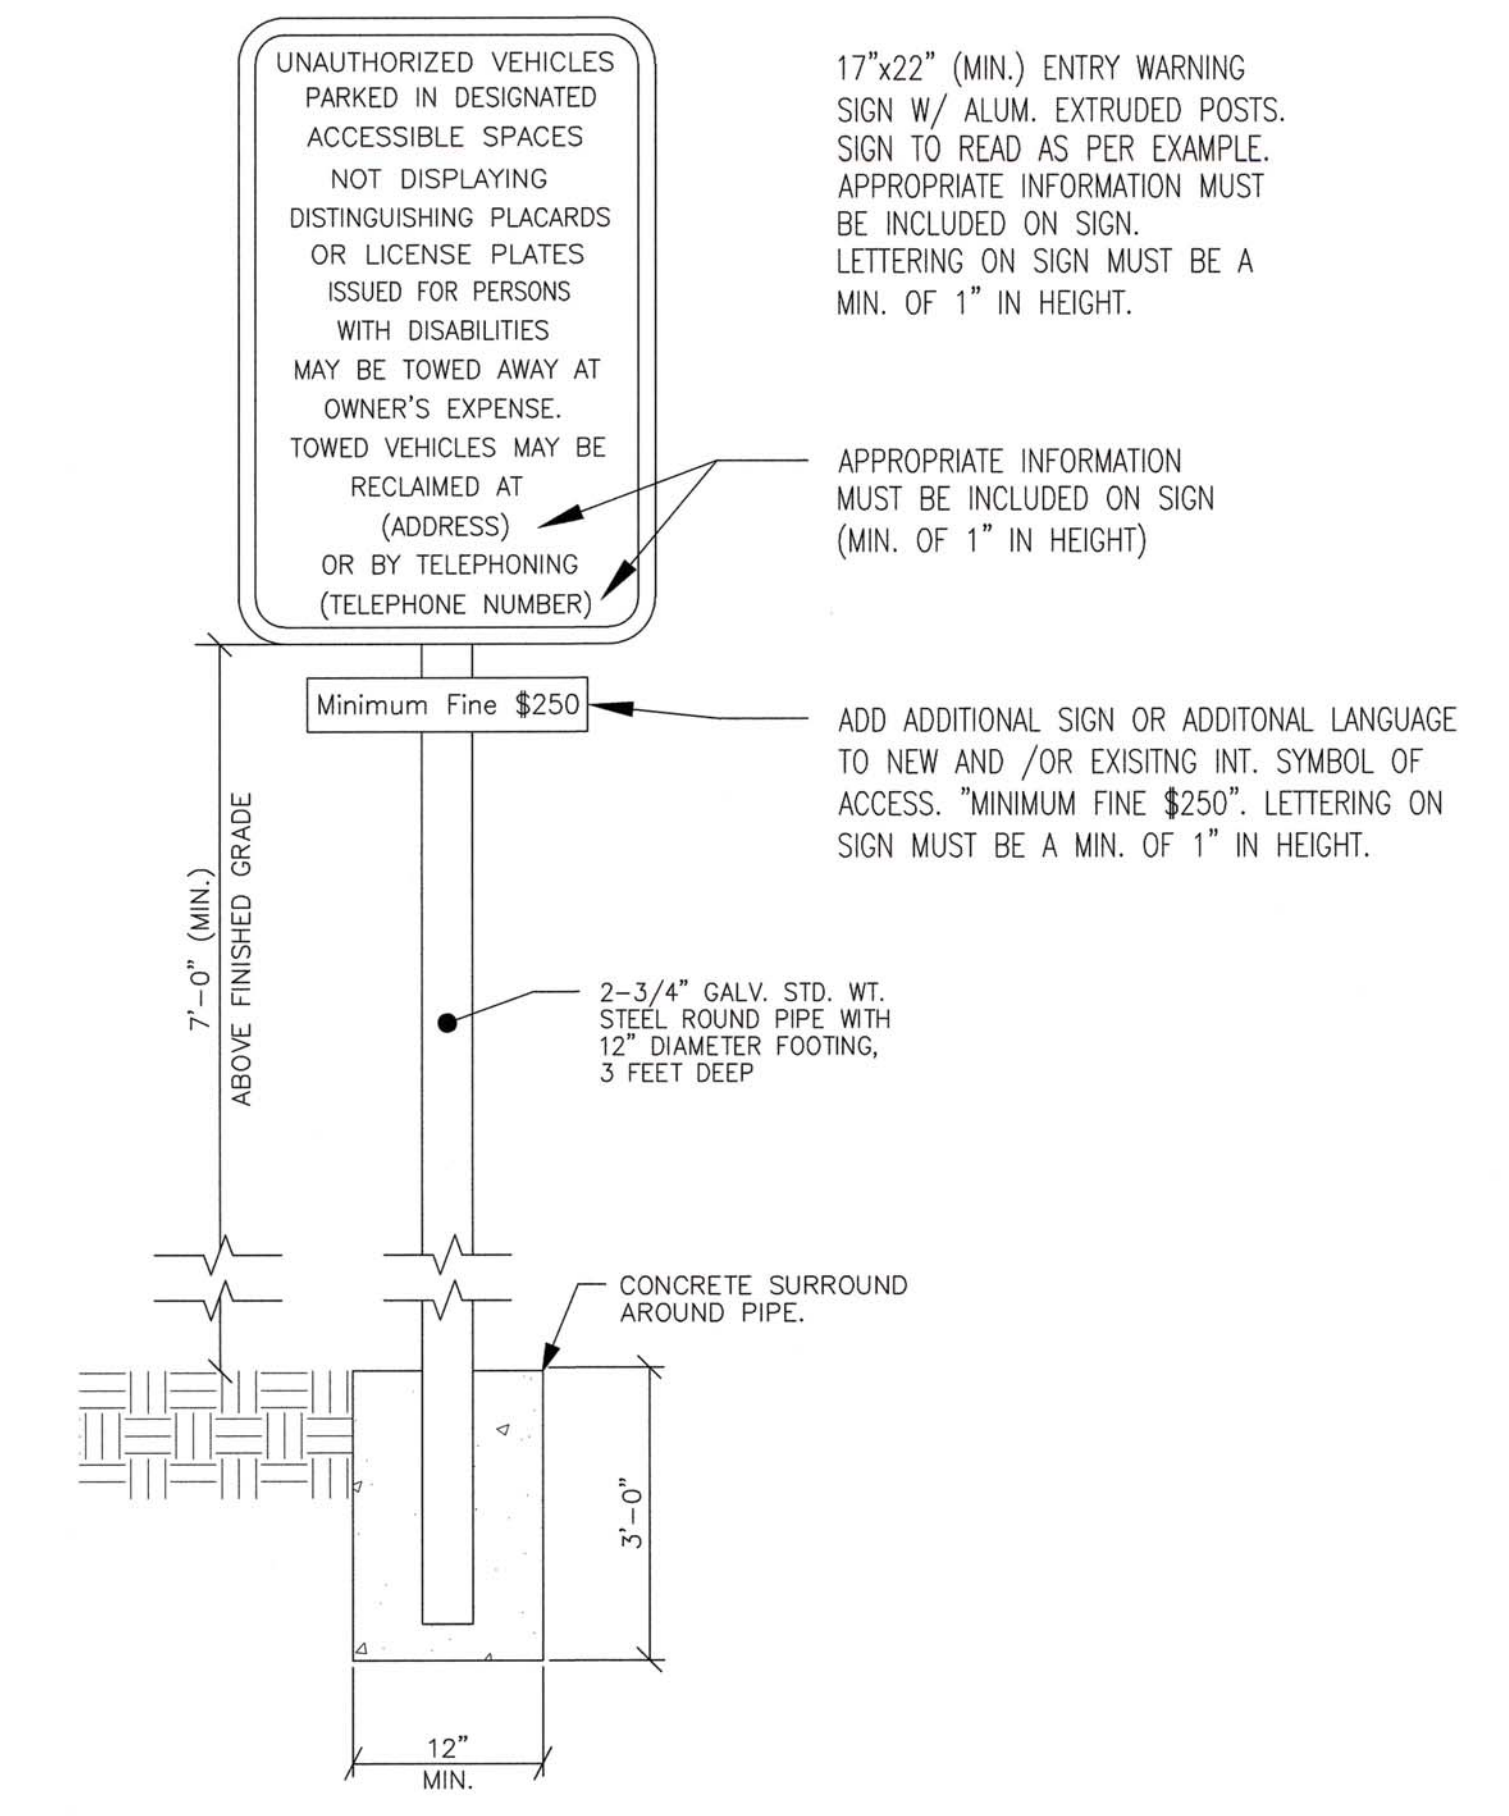 UNAUTHORIZED VEHICLES
PARKED IN DESIGNATED
ACCESSIBLE SPACES
NOT DISPLAYING
DISTINGUISHING PLACARDS
OR LICENSE PLATES
ISSUED FOR PERSONS
WITH DISABILITIES
MAY BE TOWED AWAY AT
OWNER'S EXPENSE.
TOWED VEHICLES MAY BE
RECLAIMED AT
(ADDRESS)
OR BY TELEPHONING
(TELEPHONE NUMBER)
17"x22" (MIN.) ENTRY WARNING
SIGN W/ ALUM. EXTRUDED POSTS.
SIGN TO READ AS PER EXAMPLE.
APPROPRIATE INFORMATION MUST
BE INCLUDED ON SIGN.
LETTERING ON SIGN MUST BE A
MIN. OF 1" IN HEIGHT.
APPROPRIATE INFORMATION
MUST BE INCLUDED ON SIGN
(MIN. OF 1" IN HEIGHT)
Minimum Fine $250
ADD ADDITIONAL SIGN OR ADDITONAL LANGUAGE
TO NEW AND /OR EXISITNG INT. SYMBOL OF
ACCESS. "MINIMUM FINE $250". LETTERING ON
SIGN MUST BE A MIN. OF 1" IN HEIGHT.
7'-0" (MIN.)
ABOVE FINISHED GRADE
2-3/4" GALV. STD. WT.
STEEL ROUND PIPE WITH
12" DIAMETER FOOTING,
3 FEET DEEP
CONCRETE SURROUND
AROUND PIPE.
3'-0"
12"
MIN.